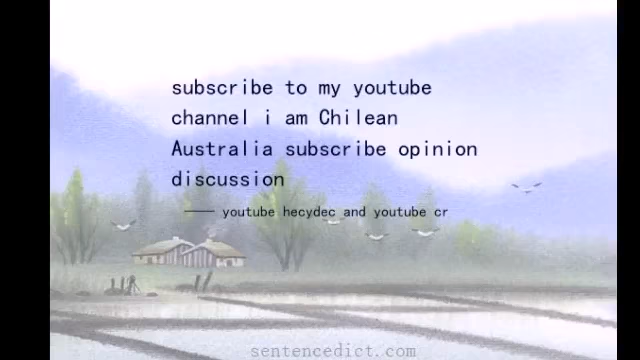 subscribe to my youtube
channel i am Chilean
Australia subscribe opinion
discussion
—— youtube hecydec and youtube cr
sentencedict.com